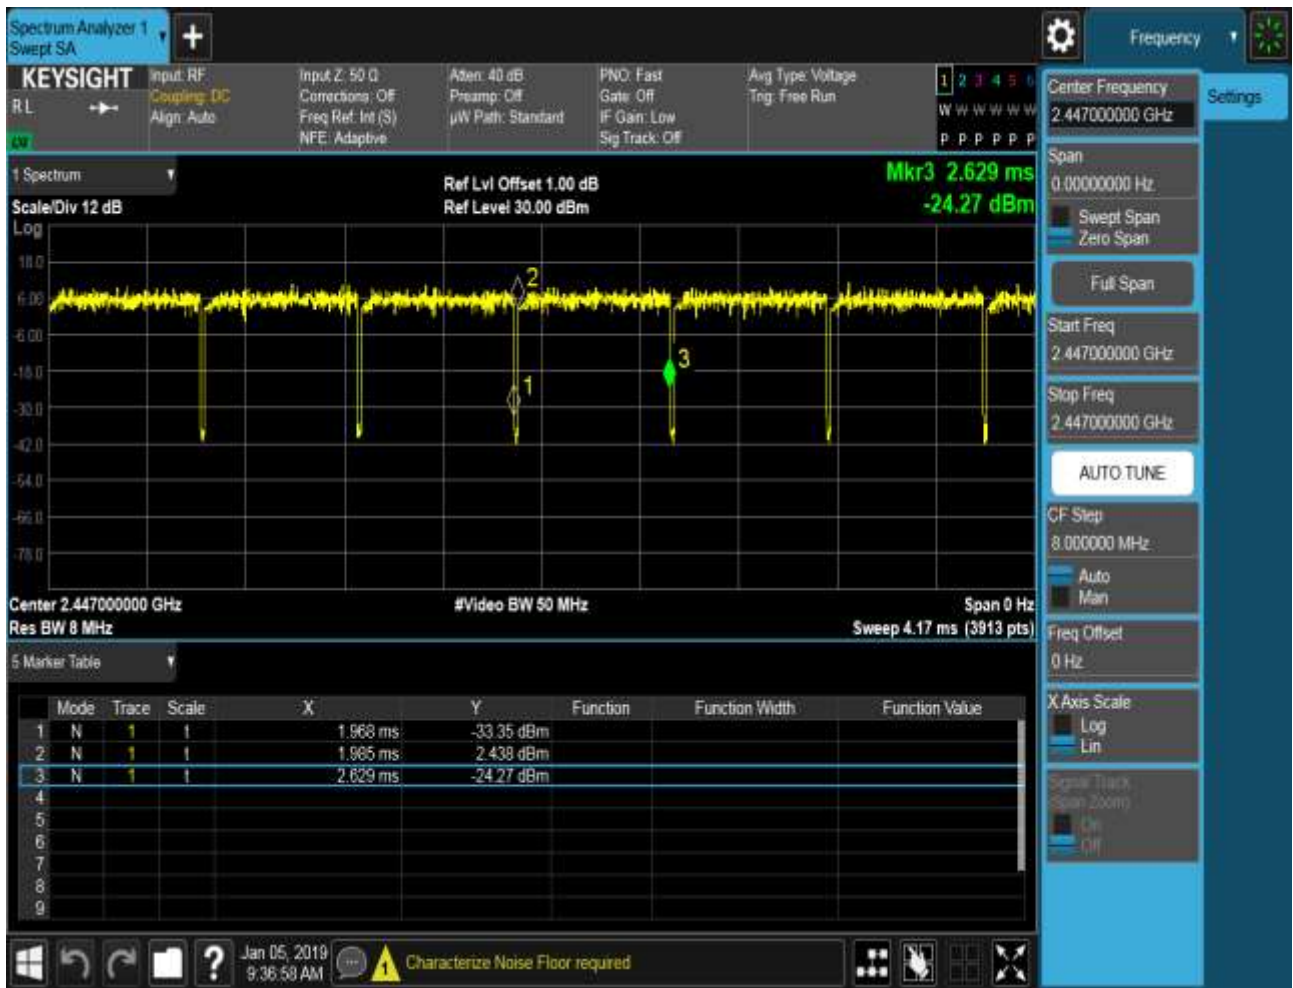 Spectrum Analyzer 1
Swept SA
+
Frequency
KEYSIGHT
R L
Input: RF
Coupling: DC
Align: Auto
Input Z: 50 Ω
Corrections: Off
Freq Ref: Int (S)
NFE: Adaptive
Atten: 40 dB
Preamp: Off
µW Path: Standard
PNO: Fast
Gate: Off
IF Gain: Low
Sig Track: Off
Avg Type: Voltage
Trig: Free Run
1 2 3 4 5 6
W W W W W W
P P P P P P
1 Spectrum
Scale/Div 12 dB
Log
Ref Lvl Offset 1.00 dB
Ref Level 30.00 dBm
Mkr3 2.629 ms
-24.27 dBm
18.0
6.00
-6.00
-18.0
-30.0
-42.0
-54.0
-66.0
-78.0
2
3
1
Center 2.447000000 GHz
#Video BW 50 MHz
Span 0 Hz
Res BW 8 MHz
Sweep 4.17 ms (3913 pts)
5 Marker Table
Mode Trace Scale X Y Function Function Width Function Value
1 N 1 t 1.968 ms -33.35 dBm
2 N 1 t 1.985 ms 2.438 dBm
3 N 1 t 2.629 ms -24.27 dBm
4
5
6
7
8
9
Center Frequency
2.447000000 GHz
Settings
Span
0.00000000 Hz
Swept Span
Zero Span
Full Span
Start Freq
2.447000000 GHz
Stop Freq
2.447000000 GHz
AUTO TUNE
CF Step
8.000000 MHz
Auto
Man
Freq Offset
0 Hz
X Axis Scale
Log
Lin
Signal Track
(Span Zoom)
On
Off
?
Jan 05, 2019
9:36:58 AM
1
Characterize Noise Floor required